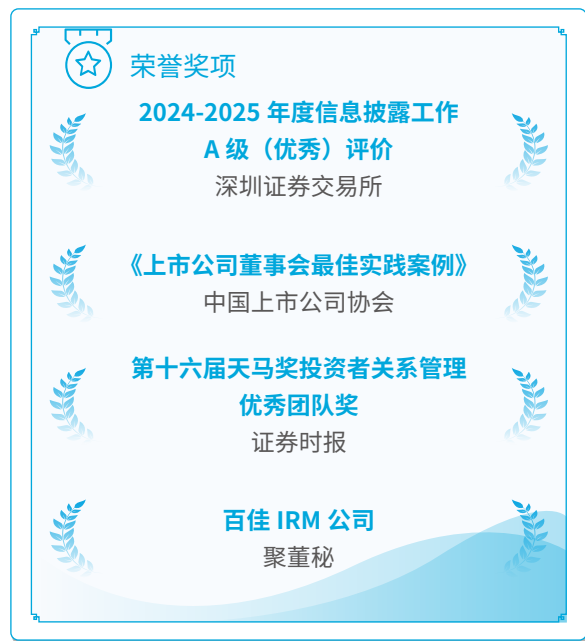 荣誉奖项
2024-2025 年度信息披露工作
A 级（优秀）评价
深圳证券交易所
《上市公司董事会最佳实践案例》
中国上市公司协会
第十六届天马奖投资者关系管理
优秀团队奖
证券时报
百佳 IRM 公司
聚董秘